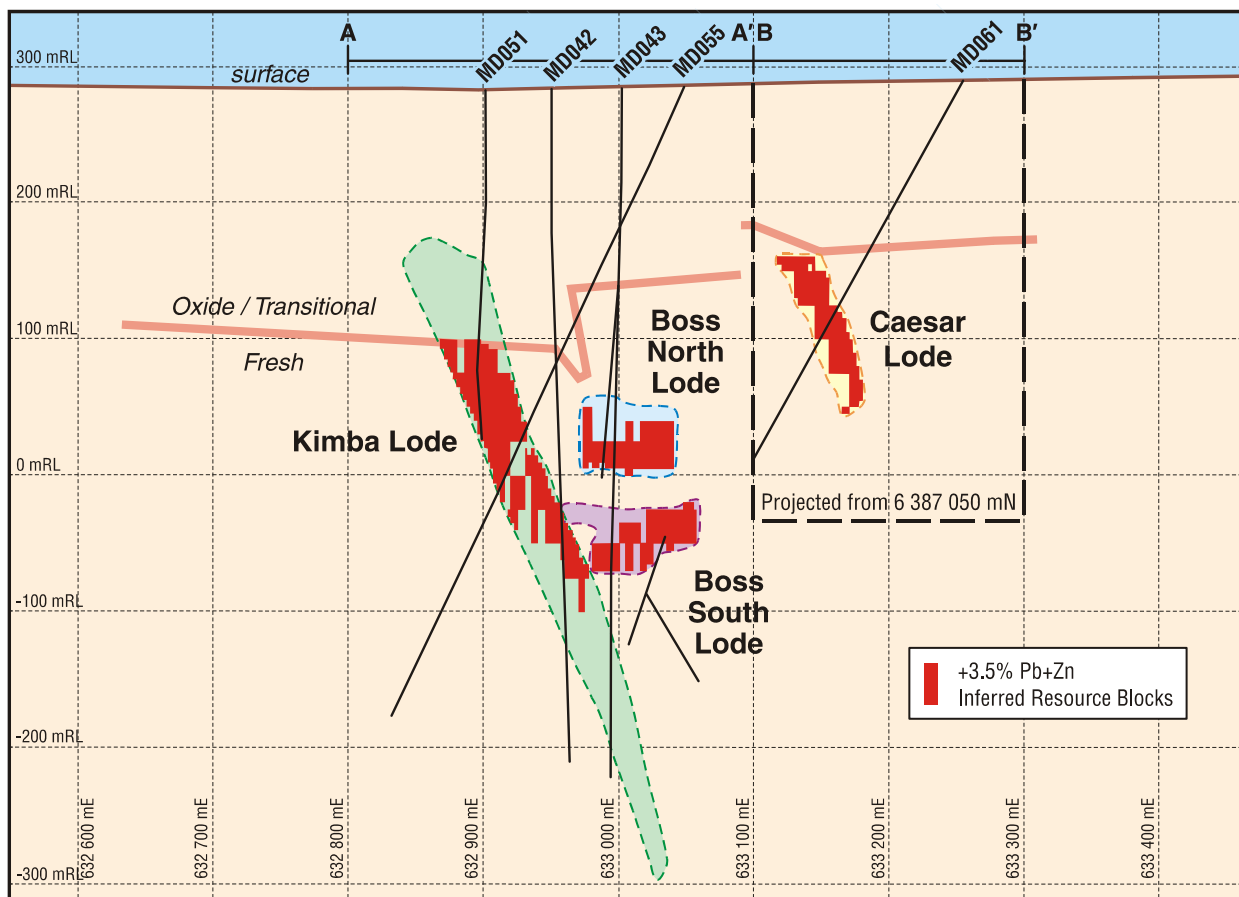 A
A'
B
B'
MD051
MD042
MD043
MD055
MD061
300 mRL
surface
200 mRL
Oxide / Transitional
100 mRL
Fresh
Boss
North
Lode
Caesar
Lode
Kimba Lode
0 mRL
Projected from 6 387 050 mN
-100 mRL
Boss
South
Lode
+3.5% Pb+Zn
Inferred Resource Blocks
-200 mRL
-300 mRL
632 600 mE
632 700 mE
632 800 mE
632 900 mE
633 000 mE
633 100 mE
633 200 mE
633 300 mE
633 400 mE